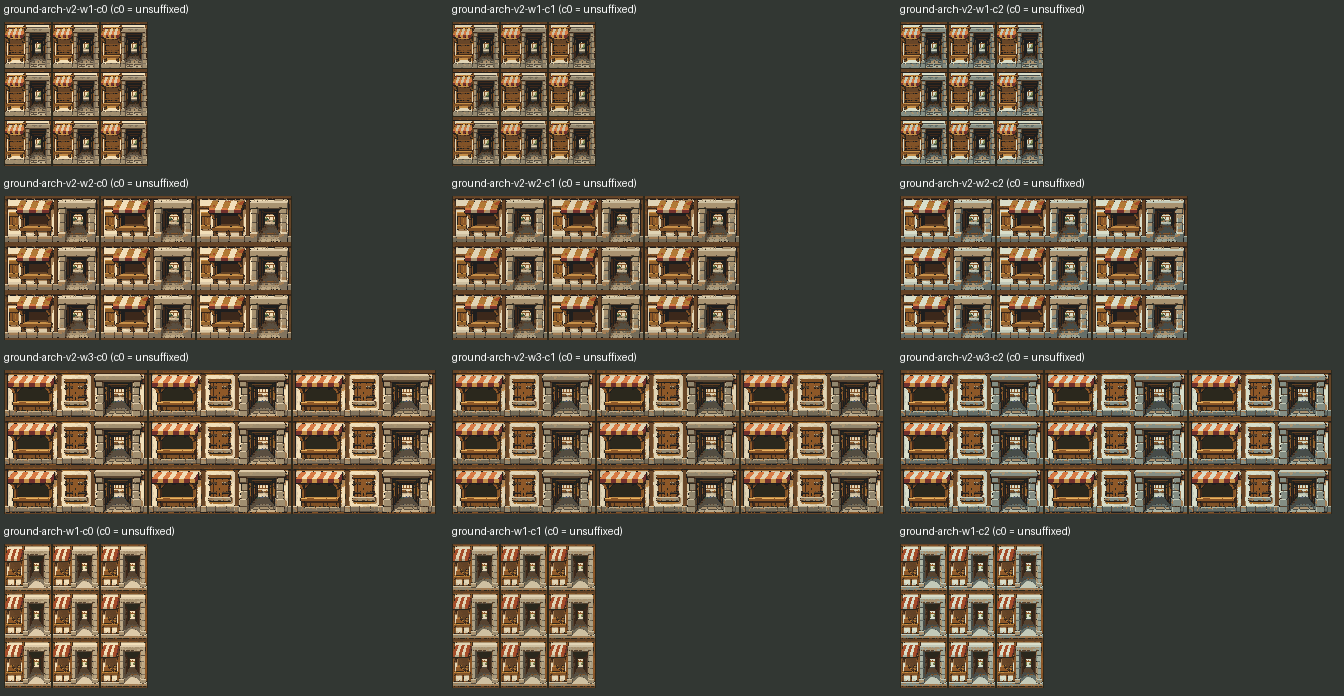 ground-arch-v2-w1-c0 (c0 = unsuffixed)
ground-arch-v2-w1-c1 (c0 = unsuffixed)
ground-arch-v2-w1-c2 (c0 = unsuffixed)
ground-arch-v2-w2-c0 (c0 = unsuffixed)
ground-arch-v2-w2-c1 (c0 = unsuffixed)
ground-arch-v2-w2-c2 (c0 = unsuffixed)
ground-arch-v2-w3-c0 (c0 = unsuffixed)
ground-arch-v2-w3-c1 (c0 = unsuffixed)
ground-arch-v2-w3-c2 (c0 = unsuffixed)
ground-arch-w1-c0 (c0 = unsuffixed)
ground-arch-w1-c1 (c0 = unsuffixed)
ground-arch-w1-c2 (c0 = unsuffixed)